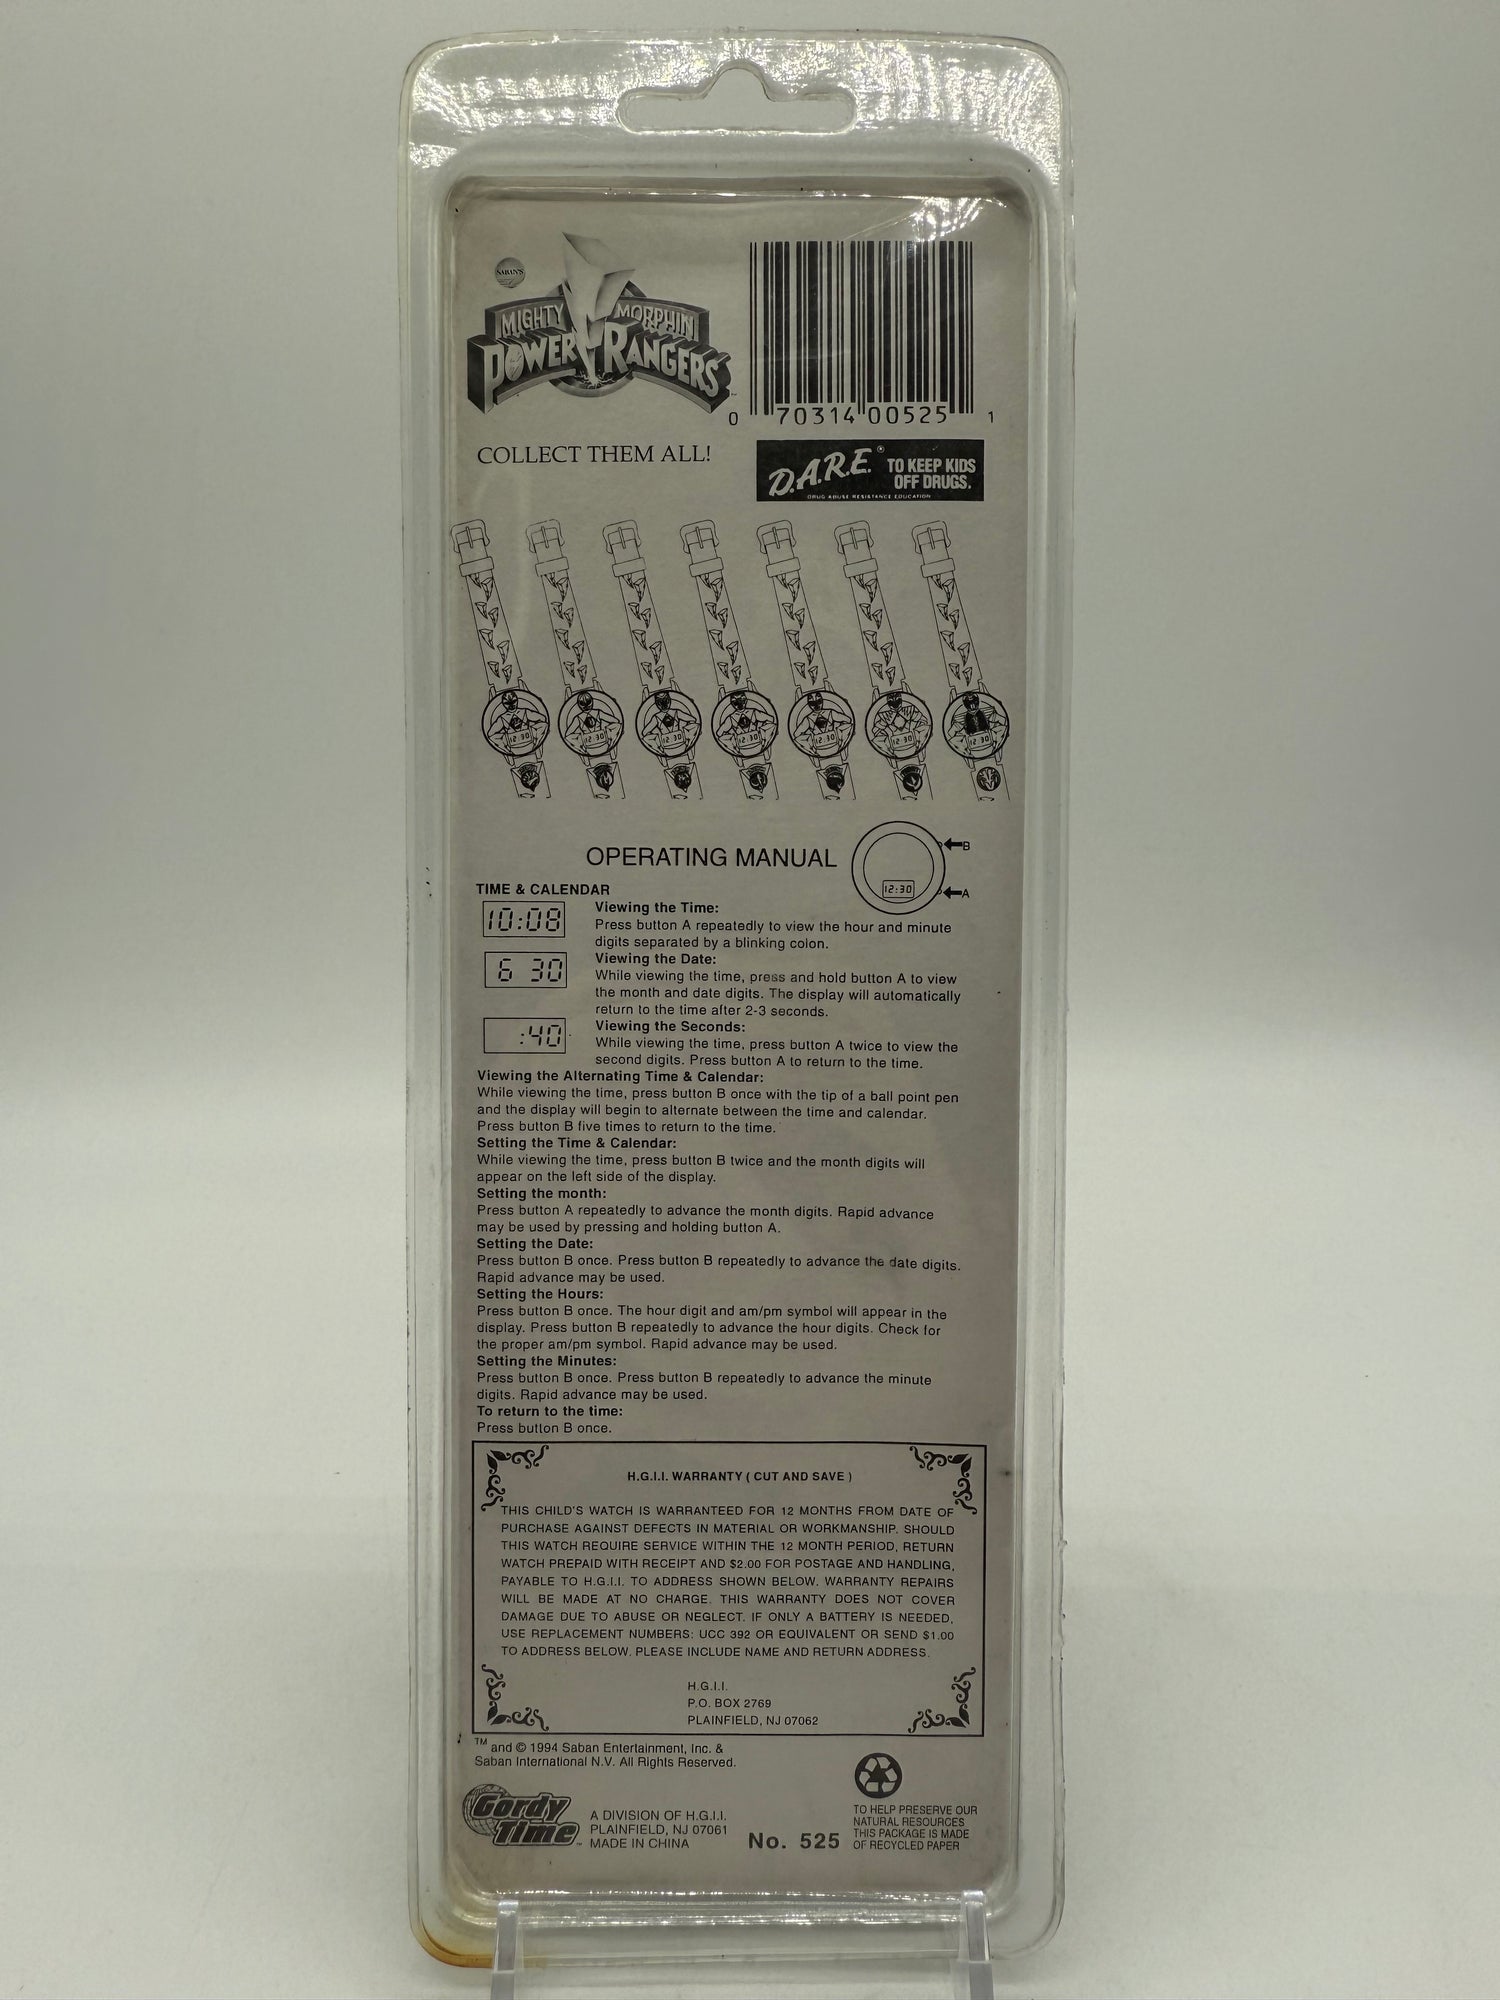 SABAN'S
MIGHTY MORPHIN
POWER RANGERS
™
0 70314 00525 1
COLLECT THEM ALL!
D.A.R.E.® TO KEEP KIDS
OFF DRUGS.
DRUG ABUSE RESISTANCE EDUCATION
12:30 12:30 12:30 12:30 12:30 12:30 12:30
OPERATING MANUAL
B
12:30
A
TIME & CALENDAR
10:08
Viewing the Time:
Press button A repeatedly to view the hour and minute
digits separated by a blinking colon.
6 30
Viewing the Date:
While viewing the time, press and hold button A to view
the month and date digits. The display will automatically
return to the time after 2-3 seconds.
:40
Viewing the Seconds:
While viewing the time, press button A twice to view the
second digits. Press button A to return to the time.
Viewing the Alternating Time & Calendar:
While viewing the time, press button B once with the tip of a ball point pen
and the display will begin to alternate between the time and calendar.
Press button B five times to return to the time.
Setting the Time & Calendar:
While viewing the time, press button B twice and the month digits will
appear on the left side of the display.
Setting the month:
Press button A repeatedly to advance the month digits. Rapid advance
may be used by pressing and holding button A.
Setting the Date:
Press button B once. Press button B repeatedly to advance the date digits.
Rapid advance may be used.
Setting the Hours:
Press button B once. The hour digit and am/pm symbol will appear in the
display. Press button B repeatedly to advance the hour digits. Check for
the proper am/pm symbol. Rapid advance may be used.
Setting the Minutes:
Press button B once. Press button B repeatedly to advance the minute
digits. Rapid advance may be used.
To return to the time:
Press button B once.
H.G.I.I. WARRANTY ( CUT AND SAVE )
THIS CHILD'S WATCH IS WARRANTEED FOR 12 MONTHS FROM DATE OF
PURCHASE AGAINST DEFECTS IN MATERIAL OR WORKMANSHIP. SHOULD
THIS WATCH REQUIRE SERVICE WITHIN THE 12 MONTH PERIOD, RETURN
WATCH PREPAID WITH RECEIPT AND $2.00 FOR POSTAGE AND HANDLING,
PAYABLE TO H.G.I.I. TO ADDRESS SHOWN BELOW. WARRANTY REPAIRS
WILL BE MADE AT NO CHARGE. THIS WARRANTY DOES NOT COVER
DAMAGE DUE TO ABUSE OR NEGLECT. IF ONLY A BATTERY IS NEEDED,
USE REPLACEMENT NUMBERS: UCC 392 OR EQUIVALENT OR SEND $1.00
TO ADDRESS BELOW. PLEASE INCLUDE NAME AND RETURN ADDRESS.
H.G.I.I.
P.O. BOX 2769
PLAINFIELD, NJ 07062
TM and © 1994 Saban Entertainment, Inc. &
Saban International N.V. All Rights Reserved.
Gordy
Time™
A DIVISION OF H.G.I.I.
PLAINFIELD, NJ 07061
MADE IN CHINA
No. 525
TO HELP PRESERVE OUR
NATURAL RESOURCES
THIS PACKAGE IS MADE
OF RECYCLED PAPER